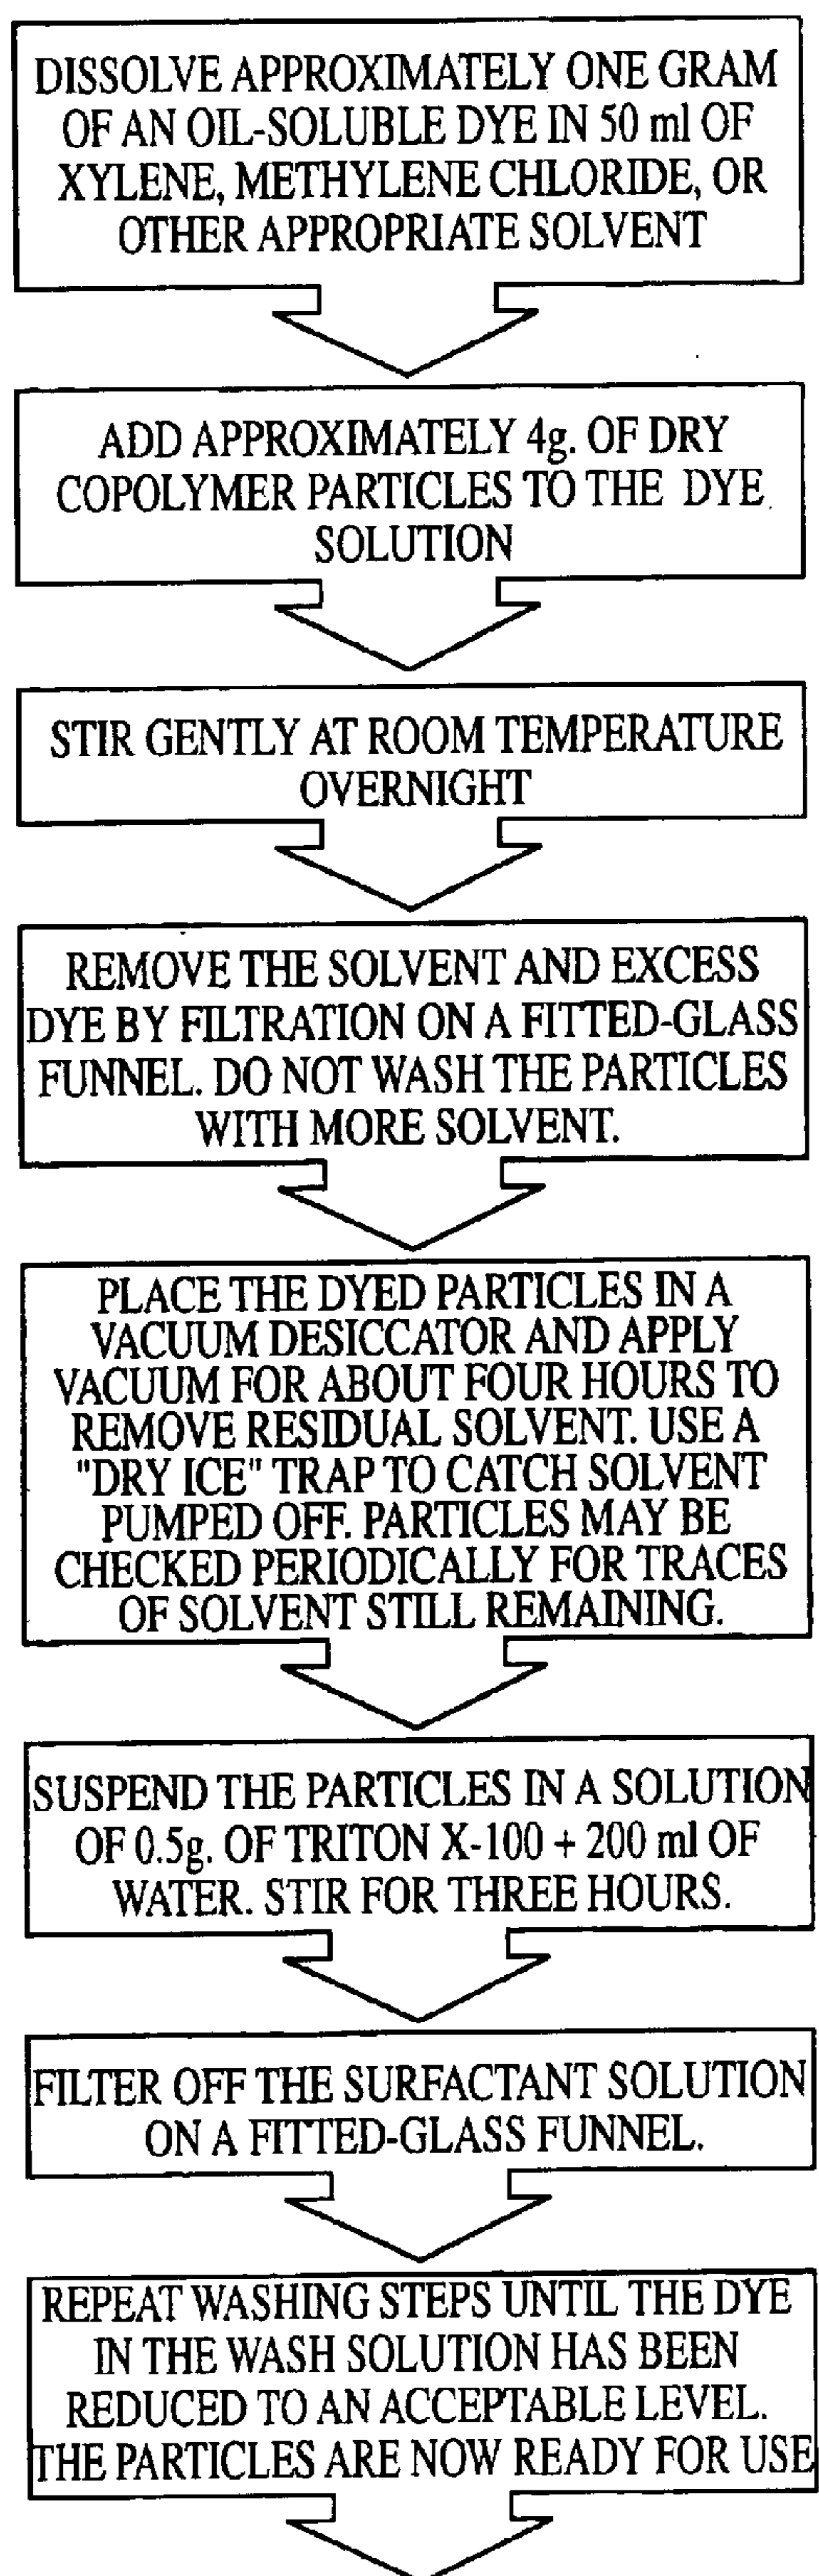 DISSOLVE APPROXIMATELY ONE GRAM
OF AN OIL-SOLUBLE DYE IN 50 ml OF
XYLENE, METHYLENE CHLORIDE, OR
OTHER APPROPRIATE SOLVENT
ADD APPROXIMATELY 4g. OF DRY
COPOLYMER PARTICLES TO THE DYE
SOLUTION
STIR GENTLY AT ROOM TEMPERATURE
OVERNIGHT
REMOVE THE SOLVENT AND EXCESS
DYE BY FILTRATION ON A FITTED-GLASS
FUNNEL. DO NOT WASH THE PARTICLES
WITH MORE SOLVENT.
PLACE THE DYED PARTICLES IN A
VACUUM DESICCATOR AND APPLY
VACUUM FOR ABOUT FOUR HOURS TO
REMOVE RESIDUAL SOLVENT. USE A
"DRY ICE" TRAP TO CATCH SOLVENT
PUMPED OFF. PARTICLES MAY BE
CHECKED PERIODICALLY FOR TRACES
OF SOLVENT STILL REMAINING.
SUSPEND THE PARTICLES IN A SOLUTION
OF 0.5g. OF TRITON X-100 + 200 ml OF
WATER. STIR FOR THREE HOURS.
FILTER OFF THE SURFACTANT SOLUTION
ON A FITTED-GLASS FUNNEL.
REPEAT WASHING STEPS UNTIL THE DYE
IN THE WASH SOLUTION HAS BEEN
REDUCED TO AN ACCEPTABLE LEVEL.
THE PARTICLES ARE NOW READY FOR USE